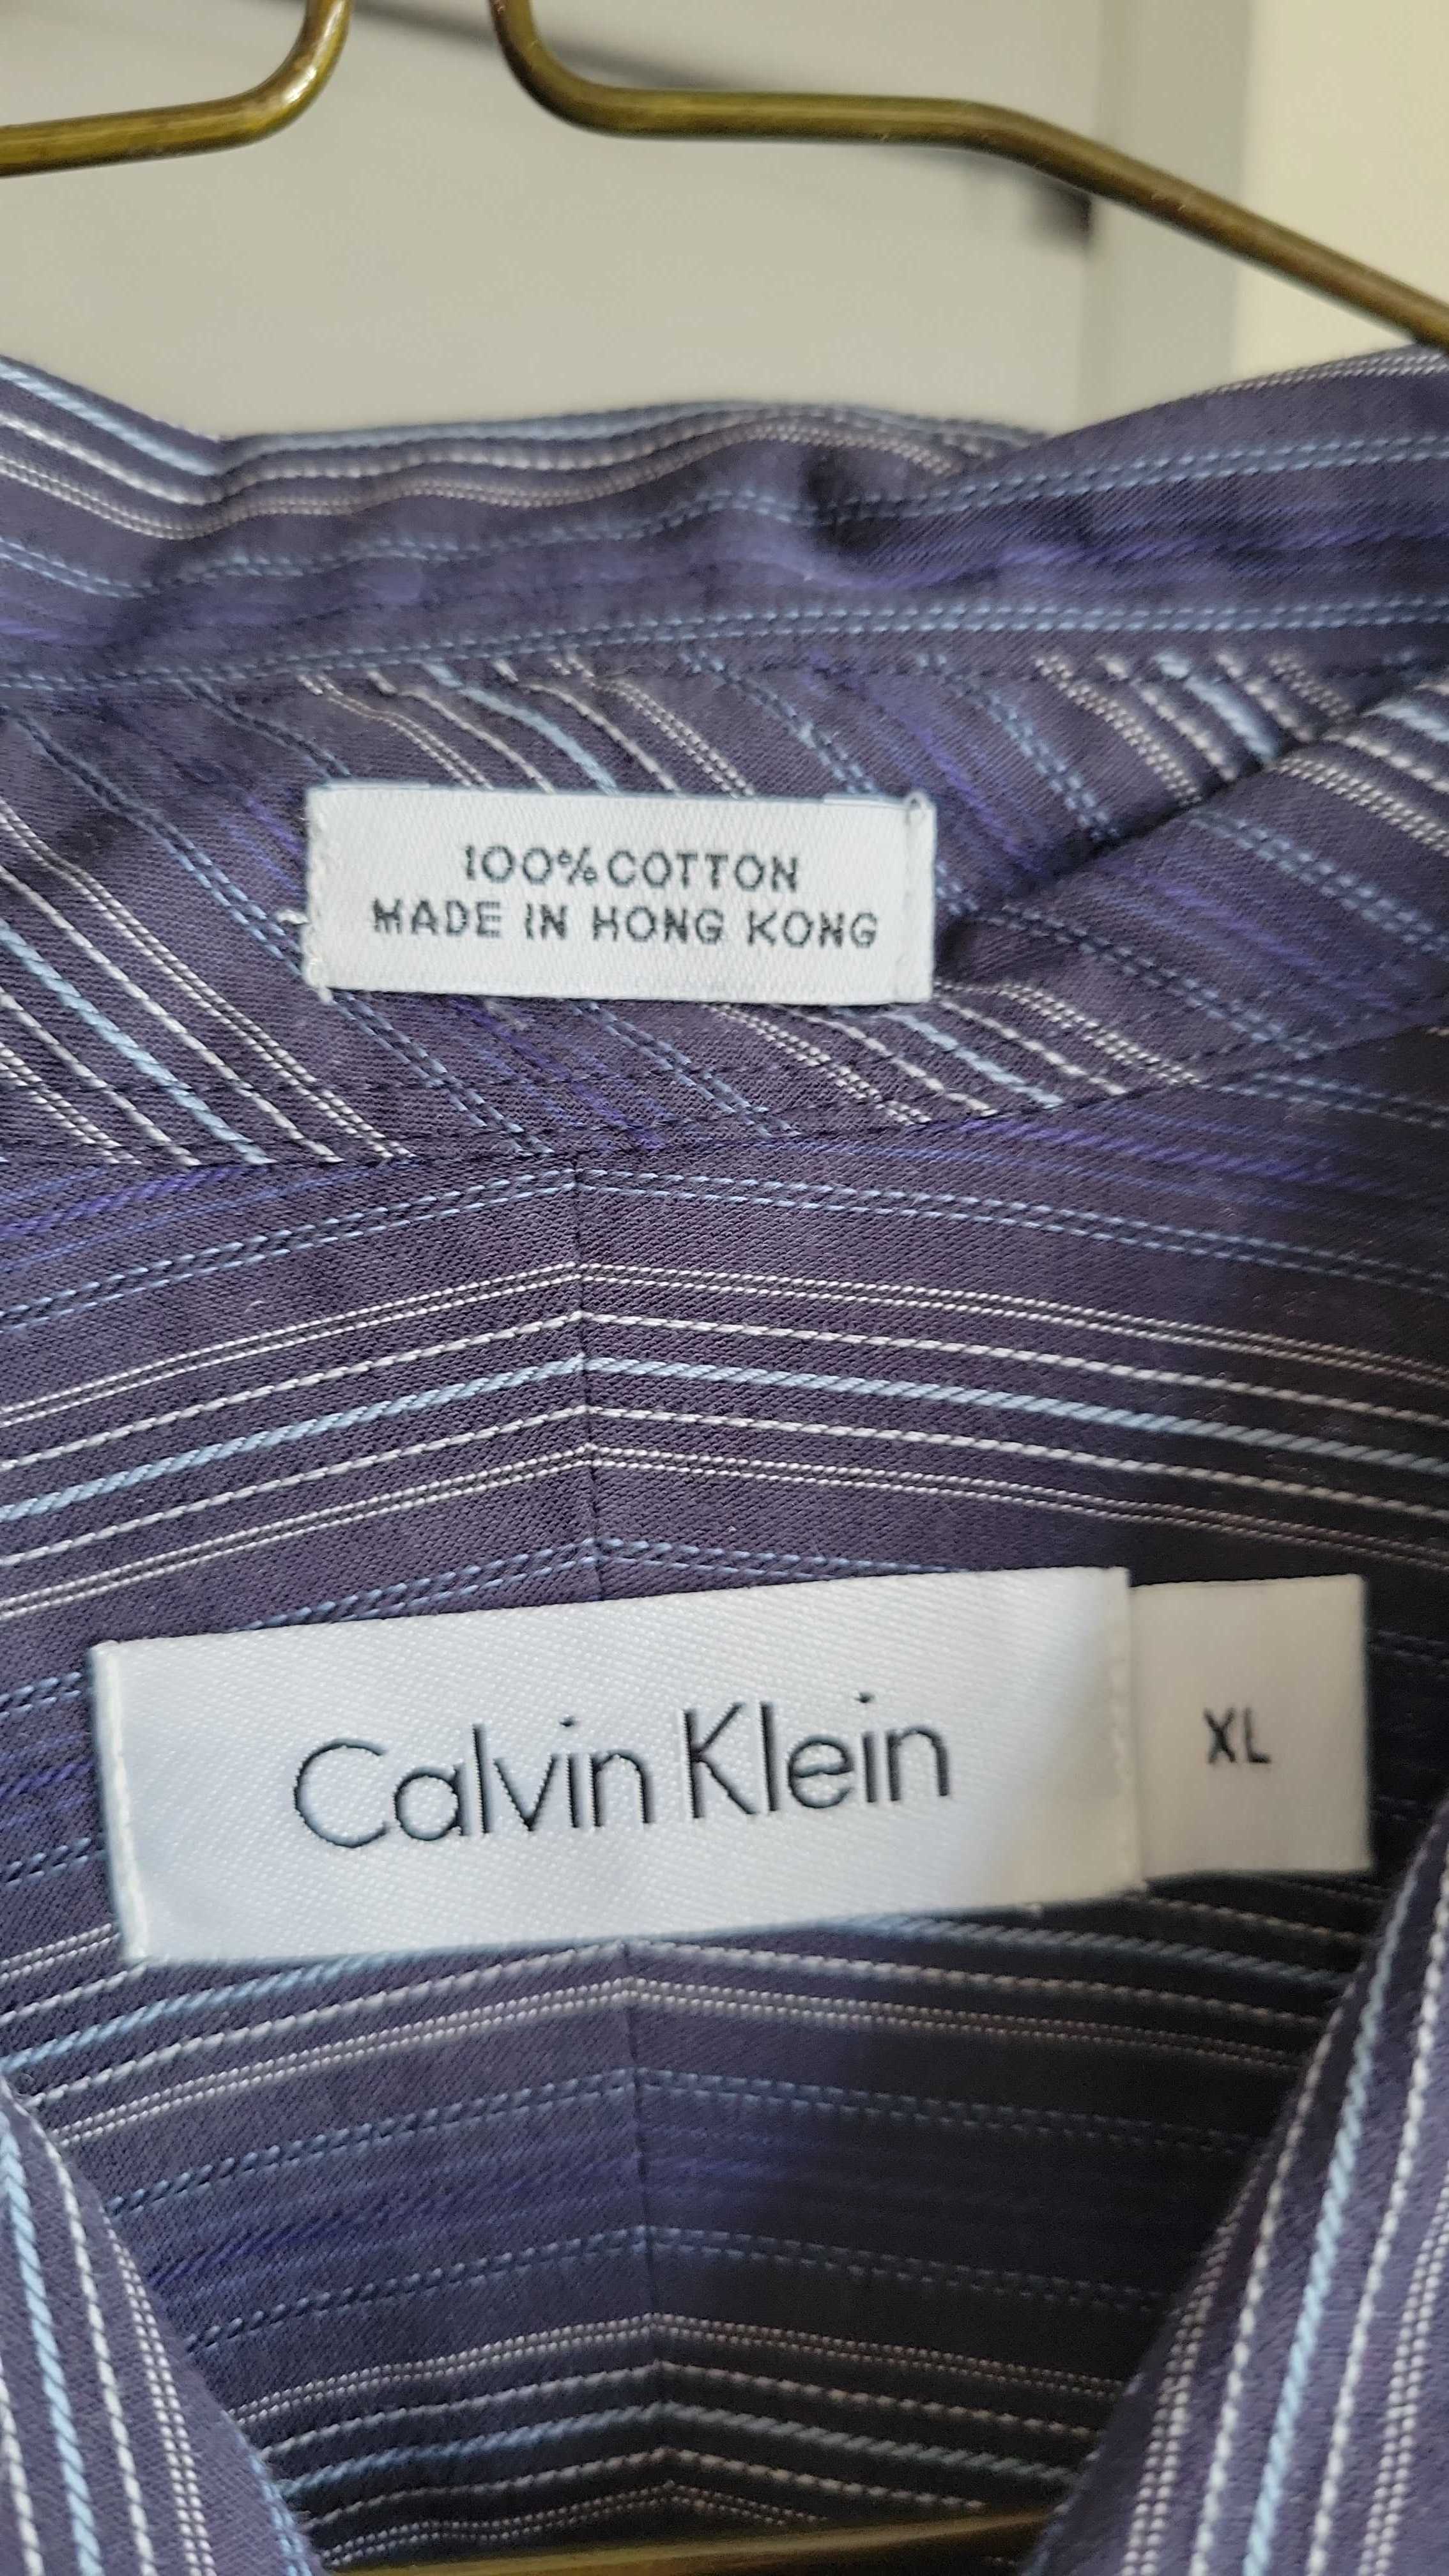 100% COTTON
MADE IN HONG KONG
Calvin Klein
XL